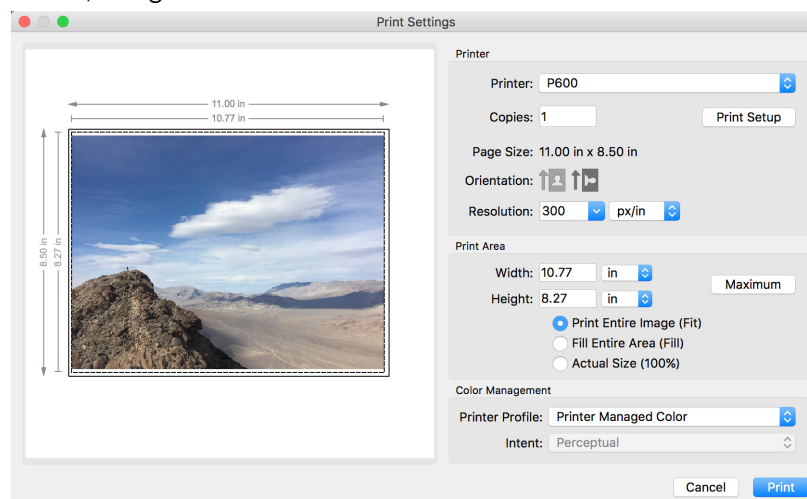 Print Settings
11.00 in
10.77 in
8.50 in
8.27 in
Printer
Printer: P600
Copies: 1 Print Setup
Page Size: 11.00 in x 8.50 in
Orientation:
Resolution: 300 px/in
Print Area
Width: 10.77 in
Maximum
Height: 8.27 in
Print Entire Image (Fit)
Fill Entire Area (Fill)
Actual Size (100%)
Color Management
Printer Profile: Printer Managed Color
Intent: Perceptual
Cancel Print